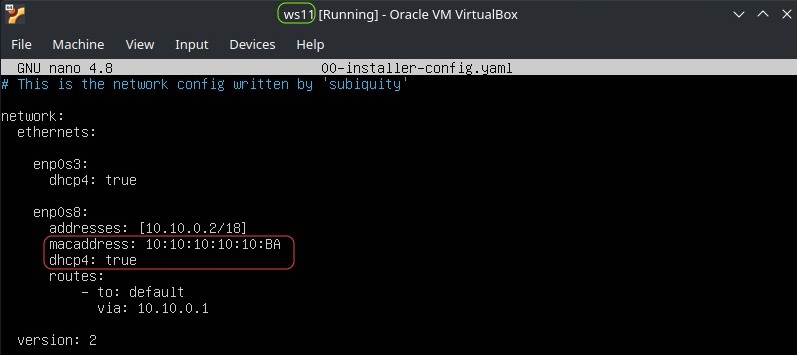 ws11 [Running] - Oracle VM VirtualBox
File Machine View Input Devices Help
GNU nano 4.8 00-installer-config.yaml
# This is the network config written by 'subiquity'
network:
  ethernets:
    enp0s3:
      dhcp4: true
    enp0s8:
      addresses: [10.10.0.2/18]
      macaddress: 10:10:10:10:10:BA
      dhcp4: true
      routes:
          - to: default
            via: 10.10.0.1
  version: 2